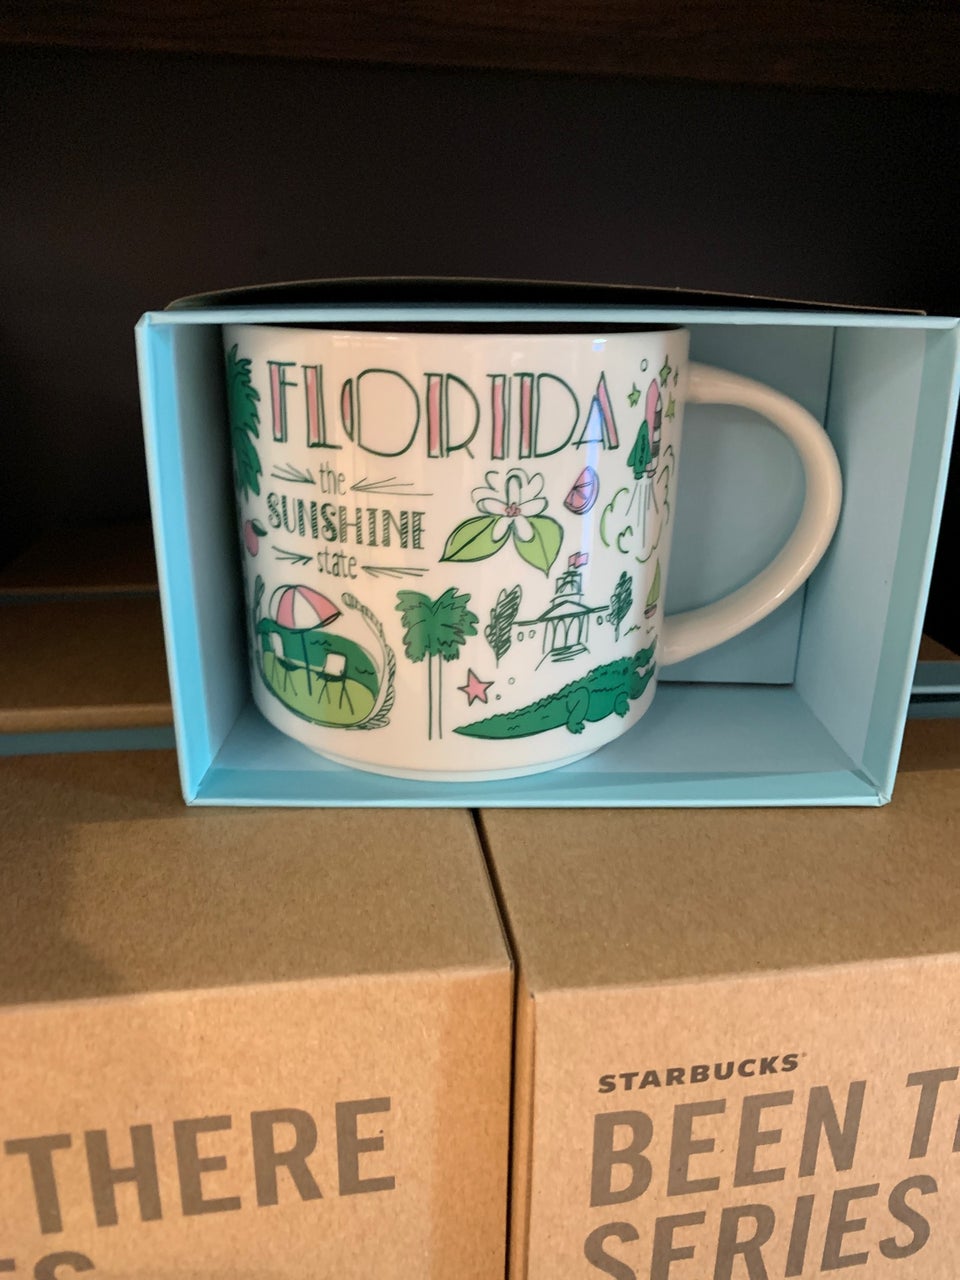 FLORIDA
the
SUNSHINE
state
THERE
STARBUCKS
BEEN
SERIES